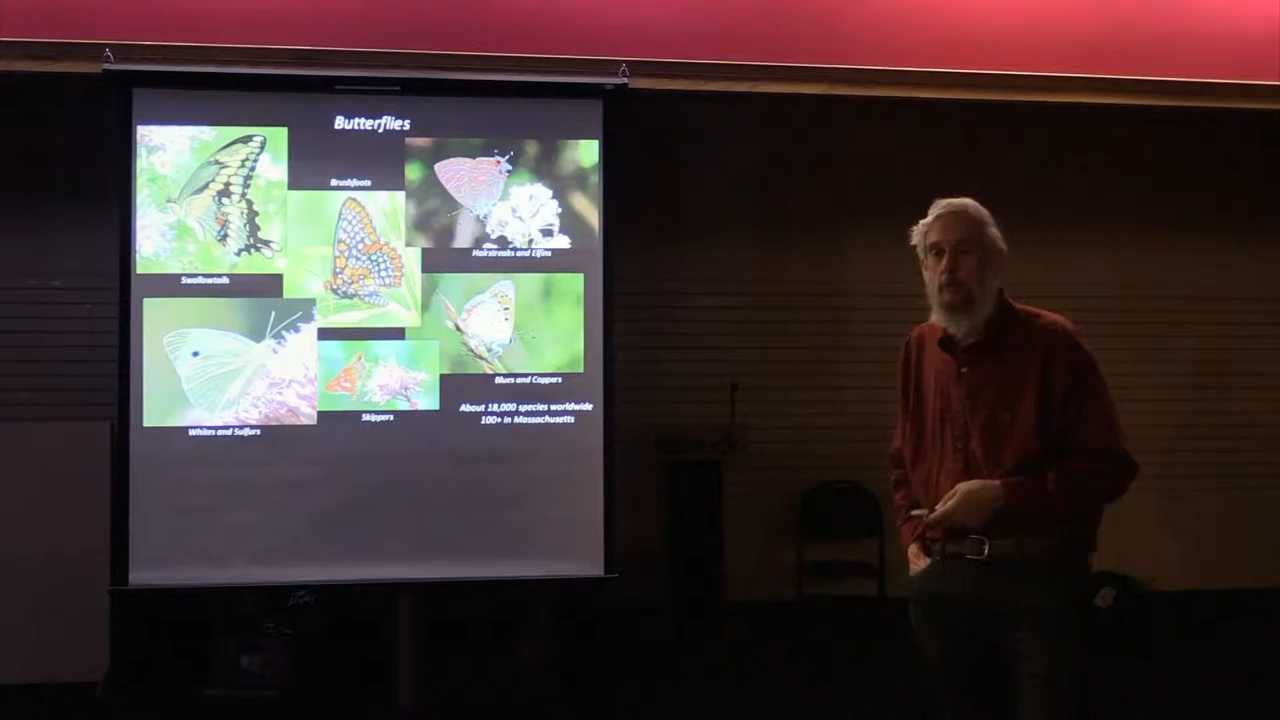 Butterflies
Brushfoots
Hairstreaks and Elfins
Swallowtails
Blues and Coppers
Skippers
About 18,000 species worldwide
100+ in Massachusetts
Whites and Sulfurs